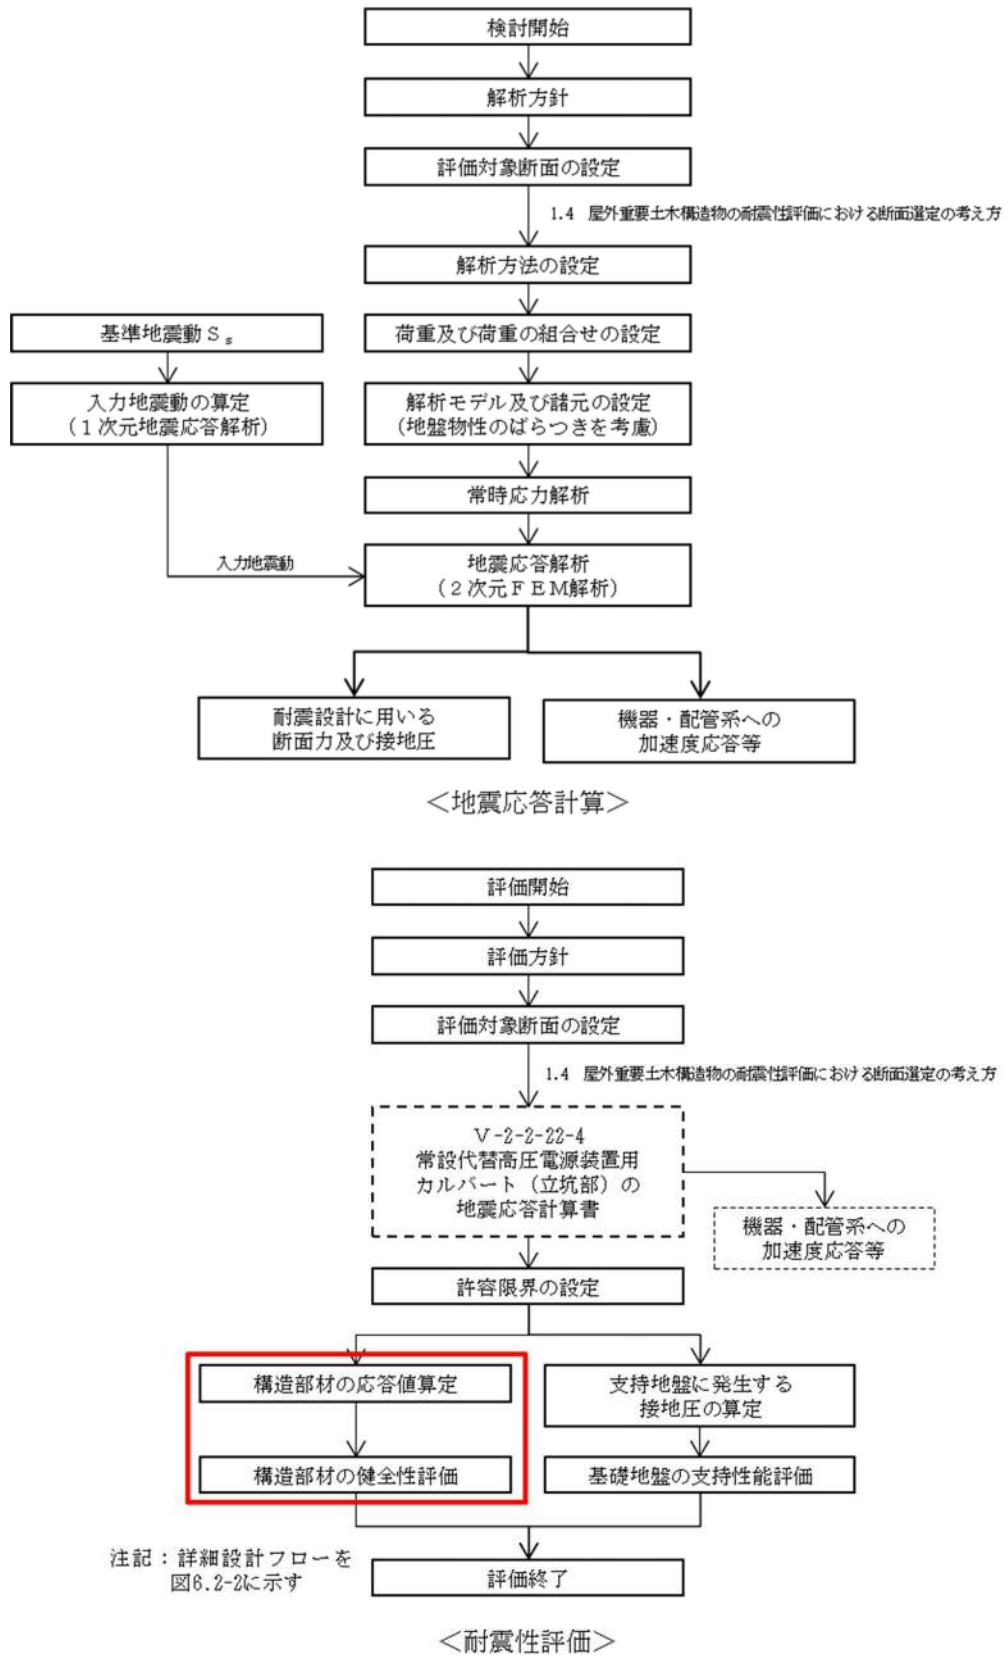 検討開始
解析方針
評価対象断面の設定
1.4 屋外重要土木構造物の耐震性評価における断面選定の考え方
解析方法の設定
基準地震動Ｓｓ
荷重及び荷重の組合せの設定
入力地震動の算定
(１次元地震応答解析)
解析モデル及び諸元の設定
(地盤物性のばらつきを考慮)
常時応力解析
入力地震動
地震応答解析
(２次元ＦＥＭ解析)
耐震設計に用いる
断面力及び接地圧
機器・配管系への
加速度応答等
＜地震応答計算＞
評価開始
評価方針
評価対象断面の設定
1.4 屋外重要土木構造物の耐震性評価における断面選定の考え方
Ⅴ-2-2-22-4
常設代替高圧電源装置用
カルバート（立坑部）の
地震応答計算書
機器・配管系への
加速度応答等
許容限界の設定
構造部材の応答値算定
支持地盤に発生する
接地圧の算定
構造部材の健全性評価
基礎地盤の支持性能評価
注記：詳細設計フローを
図6.2-2に示す
評価終了
＜耐震性評価＞